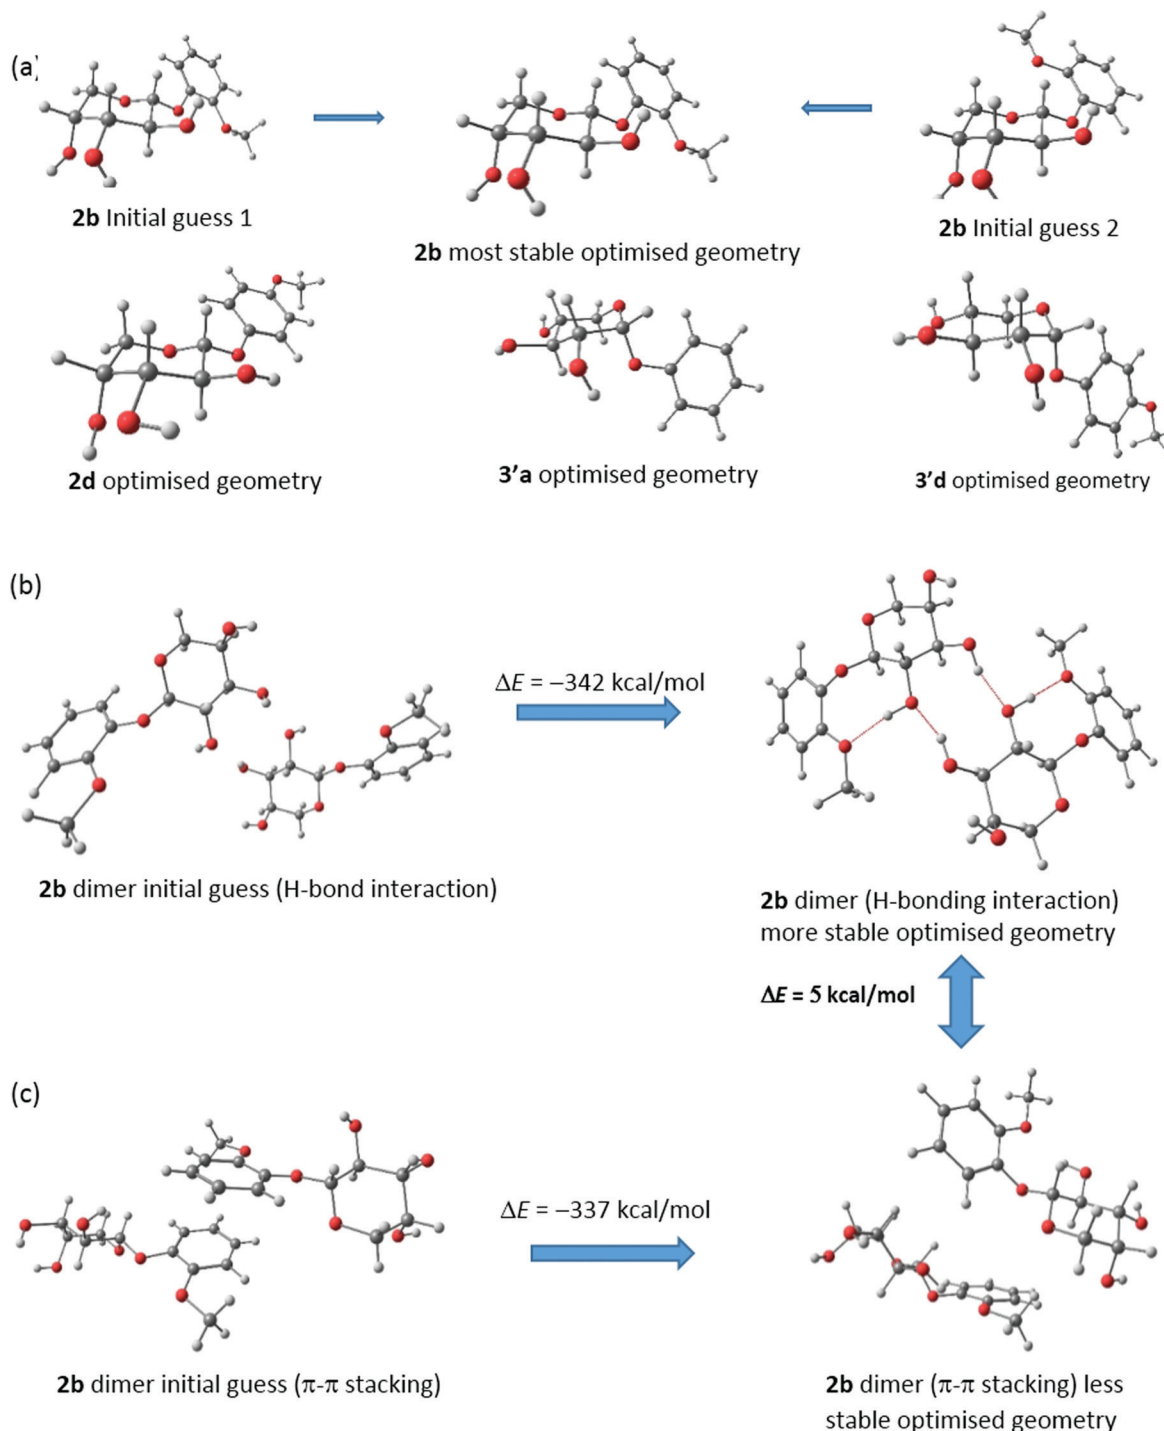 (a)
2b Initial guess 1
2b most stable optimised geometry
2b Initial guess 2
2d optimised geometry
3'a optimised geometry
3'd optimised geometry
(b)
ΔE = –342 kcal/mol
2b dimer initial guess (H-bond interaction)
2b dimer (H-bonding interaction)
more stable optimised geometry
ΔE = 5 kcal/mol
(c)
ΔE = –337 kcal/mol
2b dimer initial guess (π-π stacking)
2b dimer (π-π stacking) less
stable optimised geometry